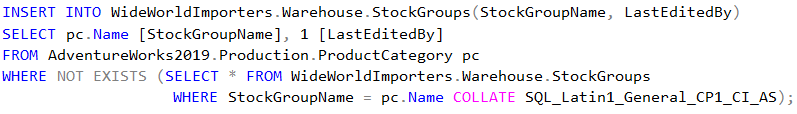 INSERT INTO WideWorldImporters.Warehouse.StockGroups(StockGroupName, LastEditedBy)
SELECT pc.Name [StockGroupName], 1 [LastEditedBy]
FROM AdventureWorks2019.Production.ProductCategory pc
WHERE NOT EXISTS (SELECT * FROM WideWorldImporters.Warehouse.StockGroups
WHERE StockGroupName = pc.Name COLLATE SQL_Latin1_General_CP1_CI_AS);